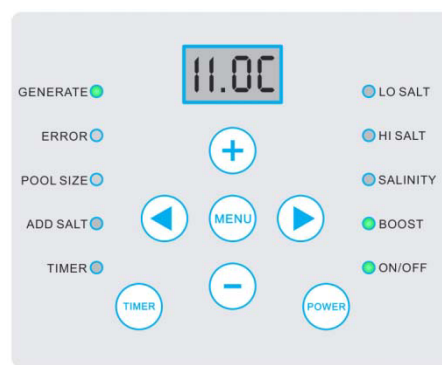 11.0C
GENERATE
ERROR
POOL SIZE
ADD SALT
TIMER
LO SALT
HI SALT
SALINITY
BOOST
ON/OFF
+
MENU
−
TIMER
POWER